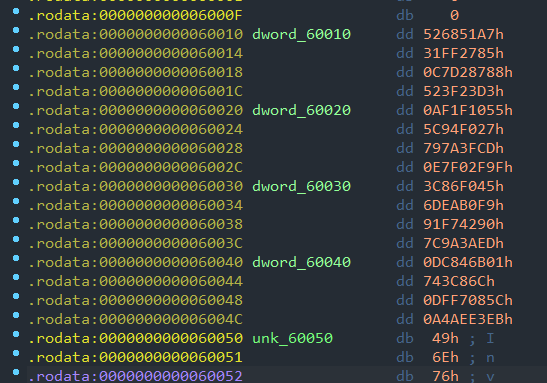 .rodata:000000000006000F db 0
.rodata:0000000000060010 dword_60010 dd 526851A7h
.rodata:0000000000060014 dd 31FF2785h
.rodata:0000000000060018 dd 0C7D28788h
.rodata:000000000006001C dd 523F23D3h
.rodata:0000000000060020 dword_60020 dd 0AF1F1055h
.rodata:0000000000060024 dd 5C94F027h
.rodata:0000000000060028 dd 797A3FCDh
.rodata:000000000006002C dd 0E7F02F9Fh
.rodata:0000000000060030 dword_60030 dd 3C86F045h
.rodata:0000000000060034 dd 6DEAB0F9h
.rodata:0000000000060038 dd 91F74290h
.rodata:000000000006003C dd 7C9A3AEDh
.rodata:0000000000060040 dword_60040 dd 0DC846B01h
.rodata:0000000000060044 dd 743C86Ch
.rodata:0000000000060048 dd 0DFF7085Ch
.rodata:000000000006004C dd 0A4AEE3EBh
.rodata:0000000000060050 unk_60050 db 49h ; I
.rodata:0000000000060051 db 6Eh ; n
.rodata:0000000000060052 db 76h ; v